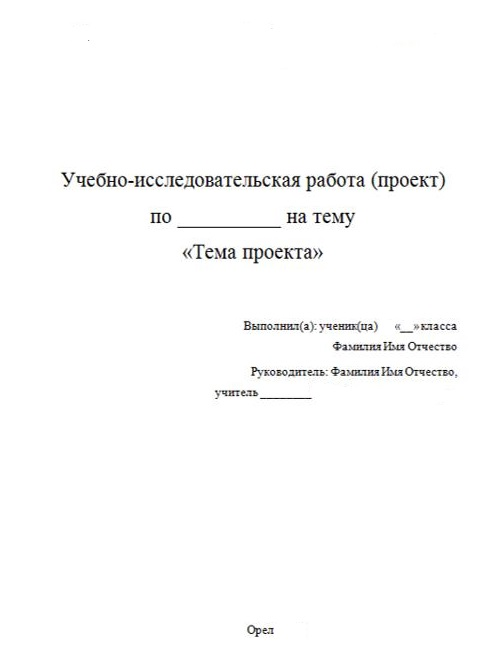 Учебно-исследовательская работа (проект)
по __________ на тему
«Тема проекта»
Выполнил(а): ученик(ца) «__» класса
Фамилия Имя Отчество
Руководитель: Фамилия Имя Отчество,
учитель ________
Орел